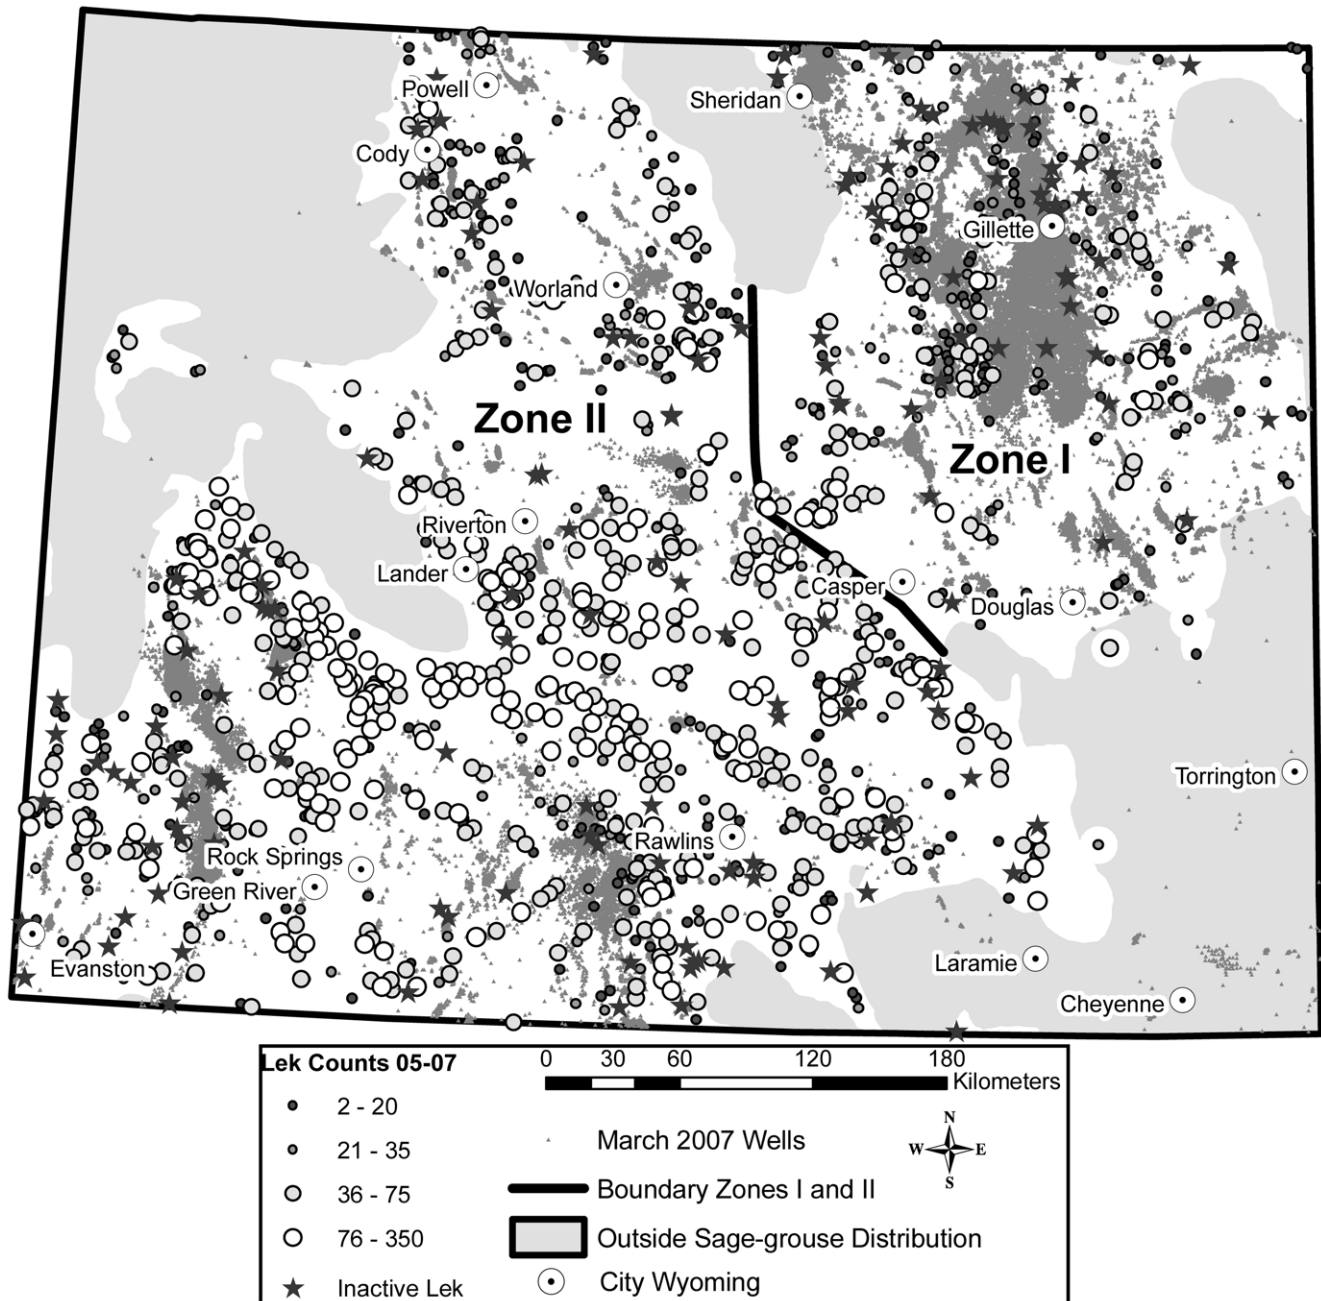 Powell
Sheridan
Cody
Gillette
Worland
Zone II
Zone I
Riverton
Lander
Casper
Douglas
Torrington
Rawlins
Rock Springs
Green River
Evanston
Laramie
Cheyenne
Lek Counts 05-07
2 - 20
21 - 35
36 - 75
76 - 350
Inactive Lek
0 30 60 120 180
Kilometers
March 2007 Wells
N
W E
S
Boundary Zones I and II
Outside Sage-grouse Distribution
City Wyoming